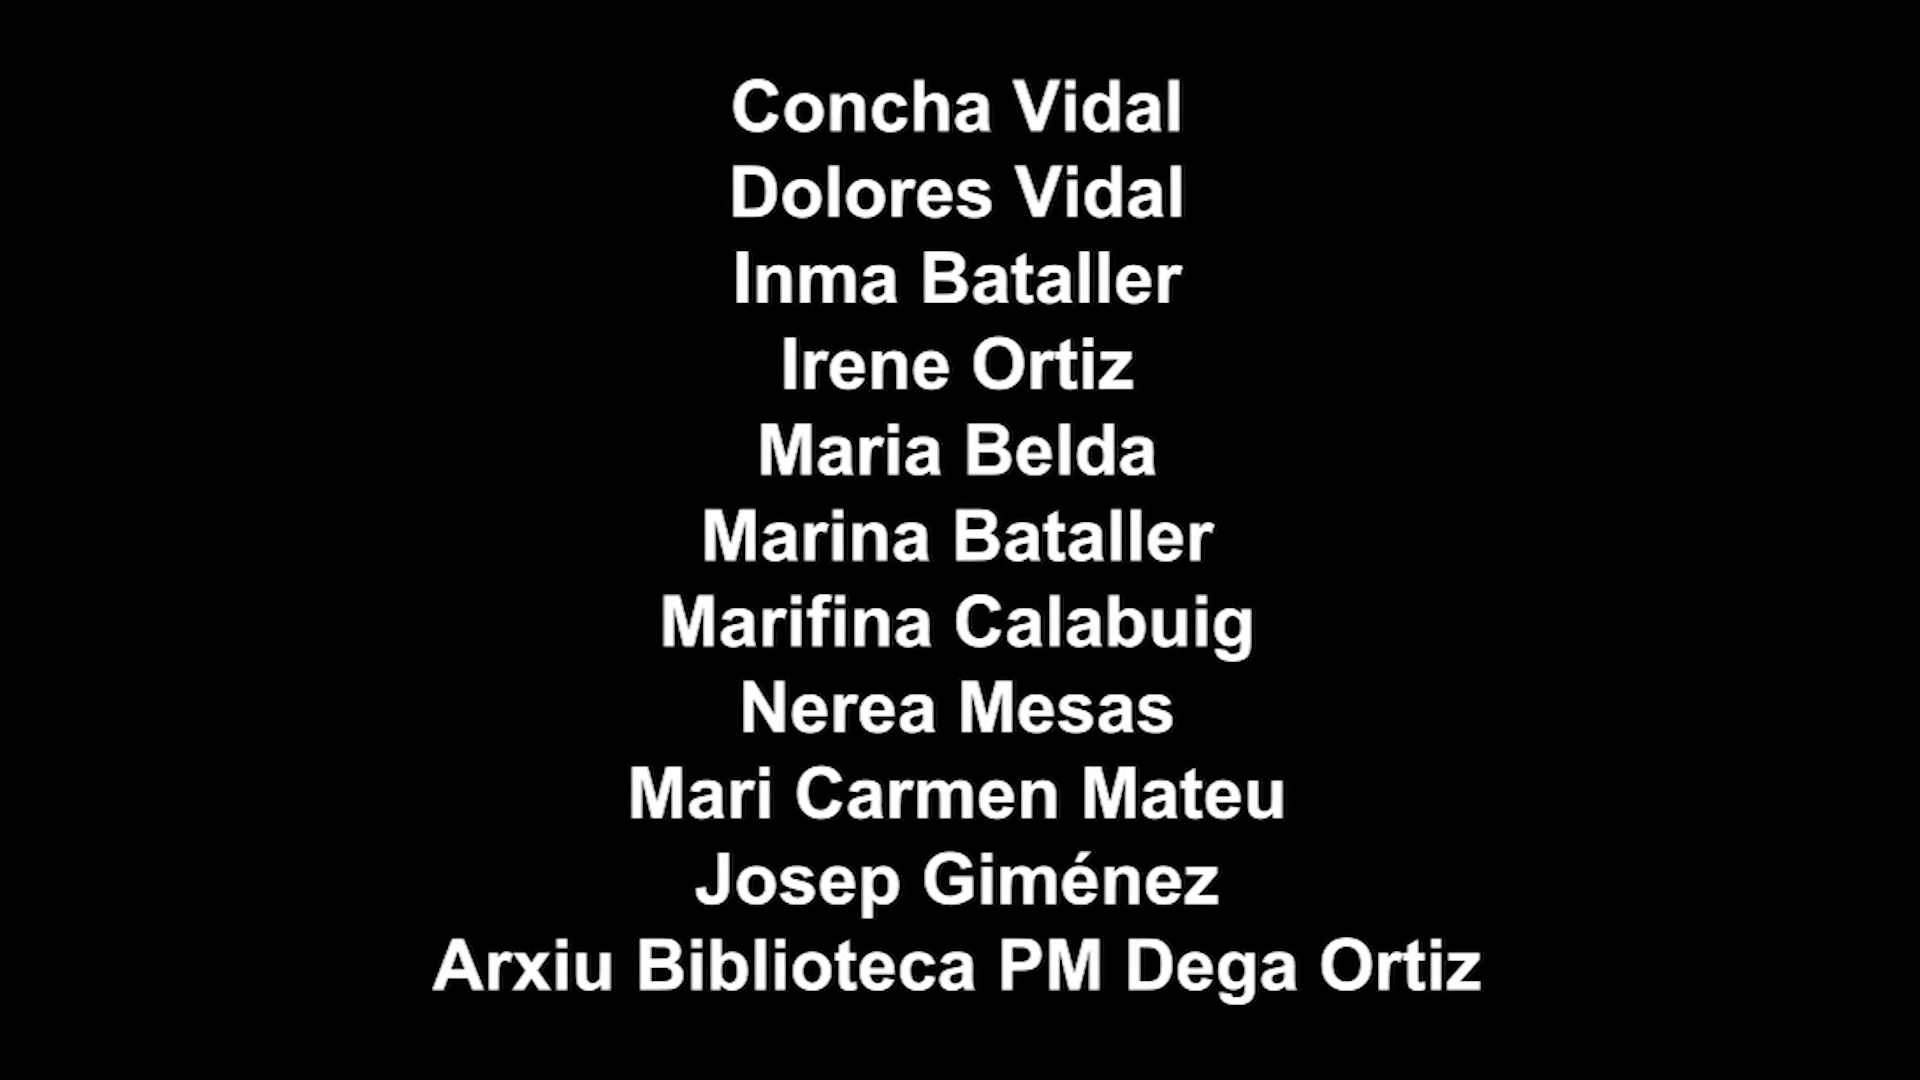 Concha Vidal
Dolores Vidal
Inma Bataller
Irene Ortiz
Maria Belda
Marina Bataller
Marifina Calabuig
Nerea Mesas
Mari Carmen Mateu
Josep Giménez
Arxiu Biblioteca PM Dega Ortiz